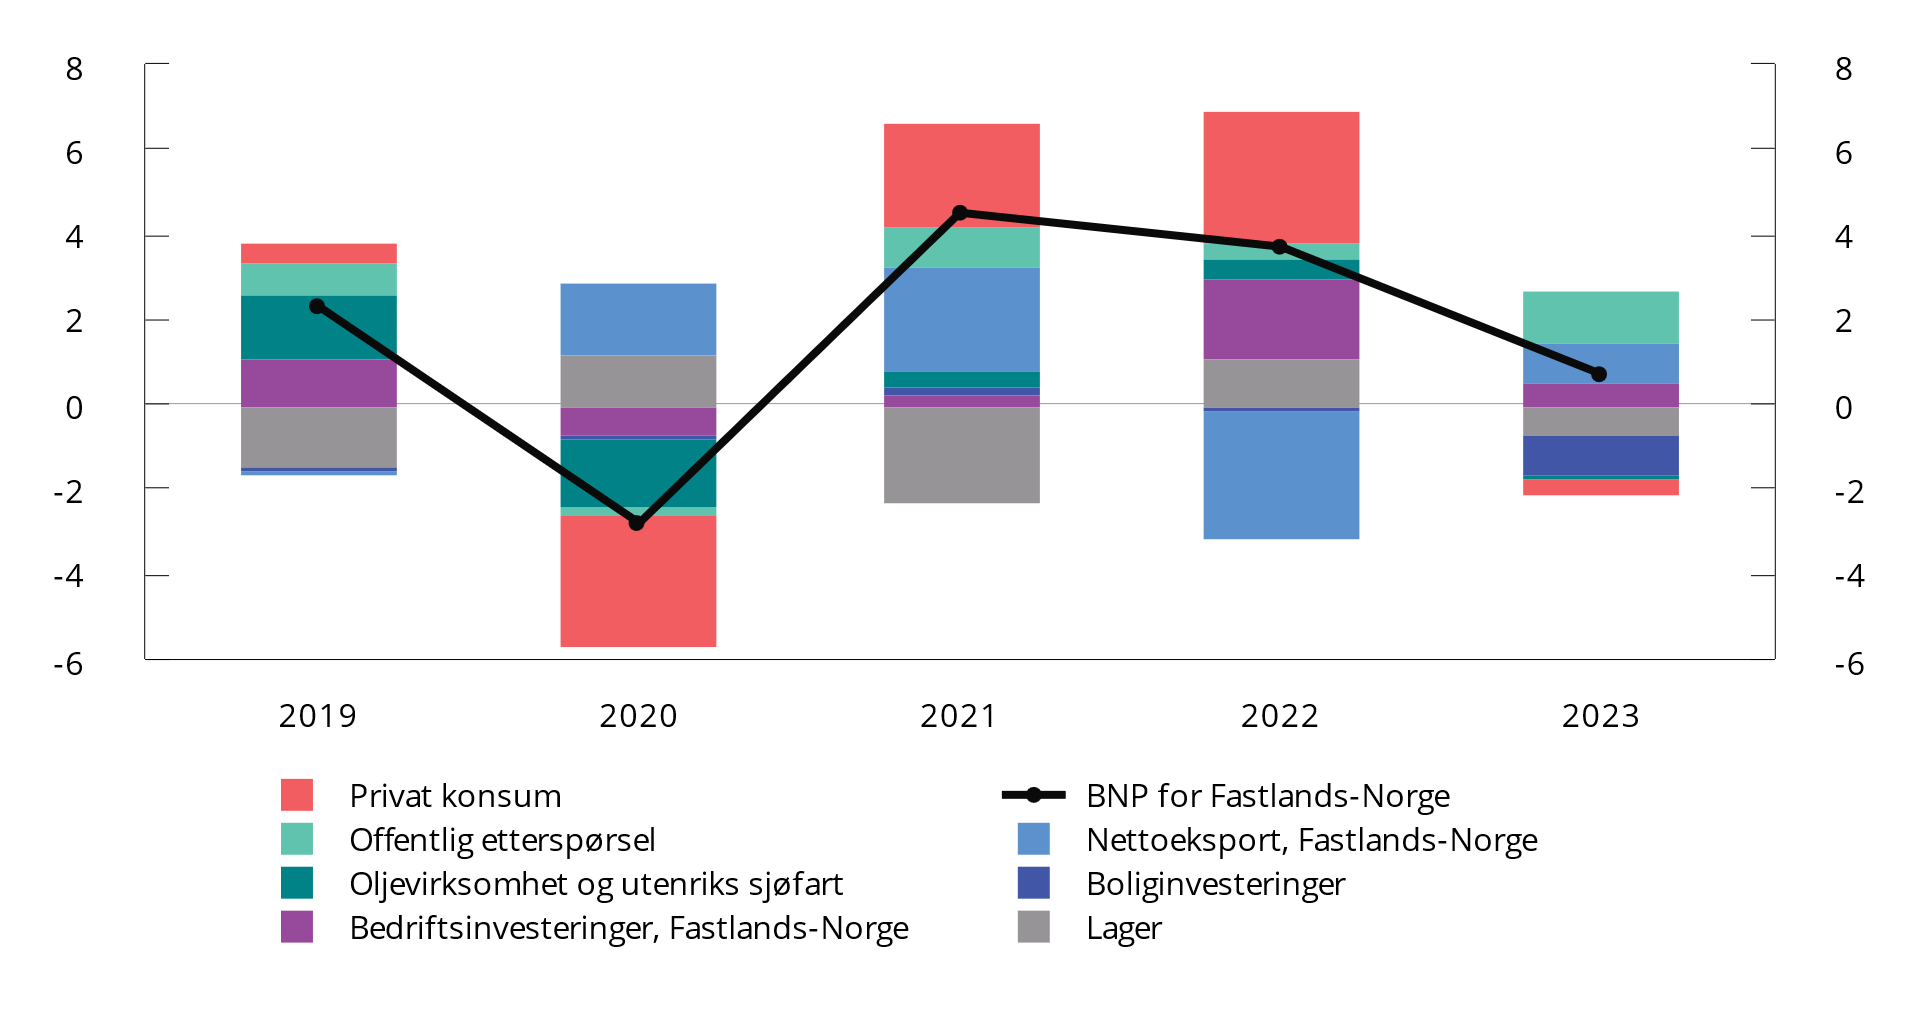 8 8
6 6
4 4
2 2
0 0
-2 -2
-4 -4
-6 -6
2019 2020 2021 2022 2023
Privat konsum BNP for Fastlands-Norge
Offentlig etterspørsel Nettoeksport, Fastlands-Norge
Oljevirksomhet og utenriks sjøfart Boliginvesteringer
Bedriftsinvesteringer, Fastlands-Norge Lager